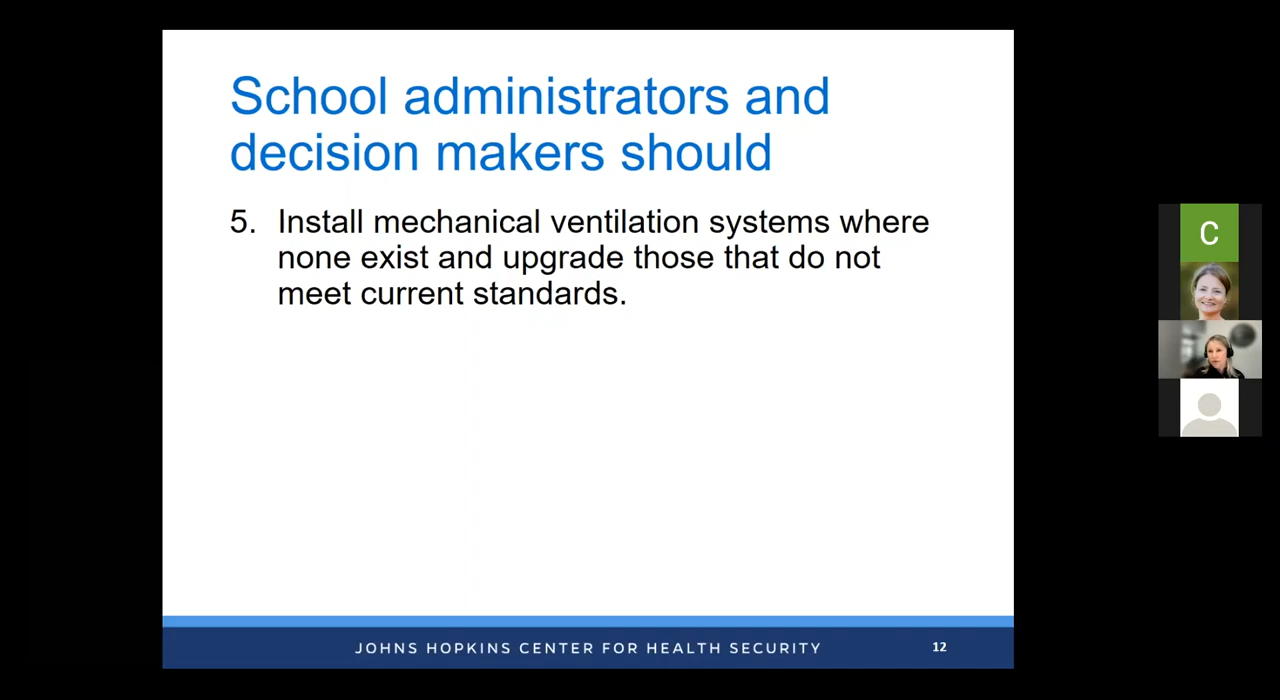 School administrators and
decision makers should
5. Install mechanical ventilation systems where
none exist and upgrade those that do not
meet current standards.
C
JOHNS HOPKINS CENTER FOR HEALTH SECURITY
12